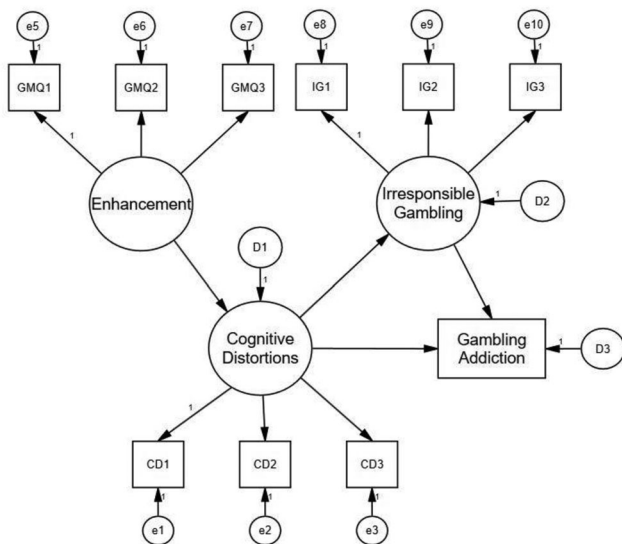 e5
e6
e7
e8
e9
e10
1
1
1
1
1
1
GMQ1
GMQ2
GMQ3
IG1
IG2
IG3
1
1
Enhancement
Irresponsible
Gambling
1
D2
D1
1
Cognitive
Distortions
Gambling
Addiction
1
D3
1
CD1
CD2
CD3
1
1
1
e1
e2
e3